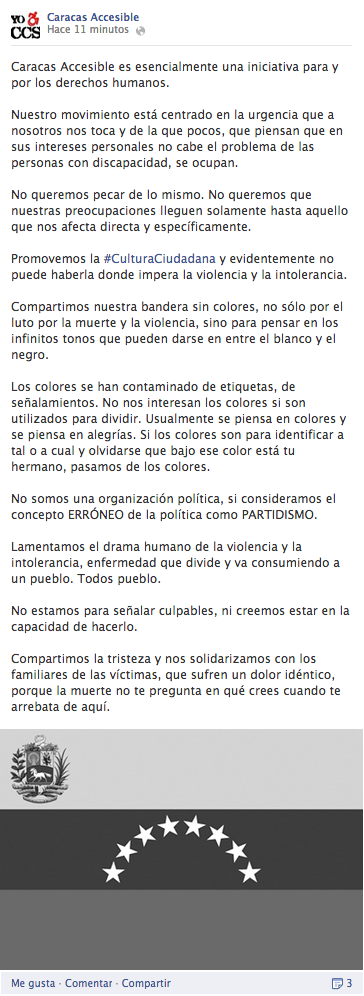 YO
CCS
Caracas Accesible
Hace 11 minutos
Caracas Accesible es esencialmente una iniciativa para y
por los derechos humanos.
Nuestro movimiento está centrado en la urgencia que a
nosotros nos toca y de la que pocos, que piensan que en
sus intereses personales no cabe el problema de las
personas con discapacidad, se ocupan.
No queremos pecar de lo mismo. No queremos que
nuestras preocupaciones lleguen solamente hasta aquello
que nos afecta directa y específicamente.
Promovemos la #CulturaCiudadana y evidentemente no
puede haberla donde impera la violencia y la intolerancia.
Compartimos nuestra bandera sin colores, no sólo por el
luto por la muerte y la violencia, sino para pensar en los
infinitos tonos que pueden darse en entre el blanco y el
negro.
Los colores se han contaminado de etiquetas, de
señalamientos. No nos interesan los colores si son
utilizados para dividir. Usualmente se piensa en colores y
se piensa en alegrías. Si los colores son para identificar a
tal o a cual y olvidarse que bajo ese color está tu
hermano, pasamos de los colores.
No somos una organización política, si consideramos el
concepto ERRÓNEO de la política como PARTIDISMO.
Lamentamos el drama humano de la violencia y la
intolerancia, enfermedad que divide y va consumiendo a
un pueblo. Todos pueblo.
No estamos para señalar culpables, ni creemos estar en la
capacidad de hacerlo.
Compartimos la tristeza y nos solidarizamos con los
familiares de las víctimas, que sufren un dolor idéntico,
porque la muerte no te pregunta en qué crees cuando te
arrebata de aquí.
Me gusta · Comentar · Compartir
3